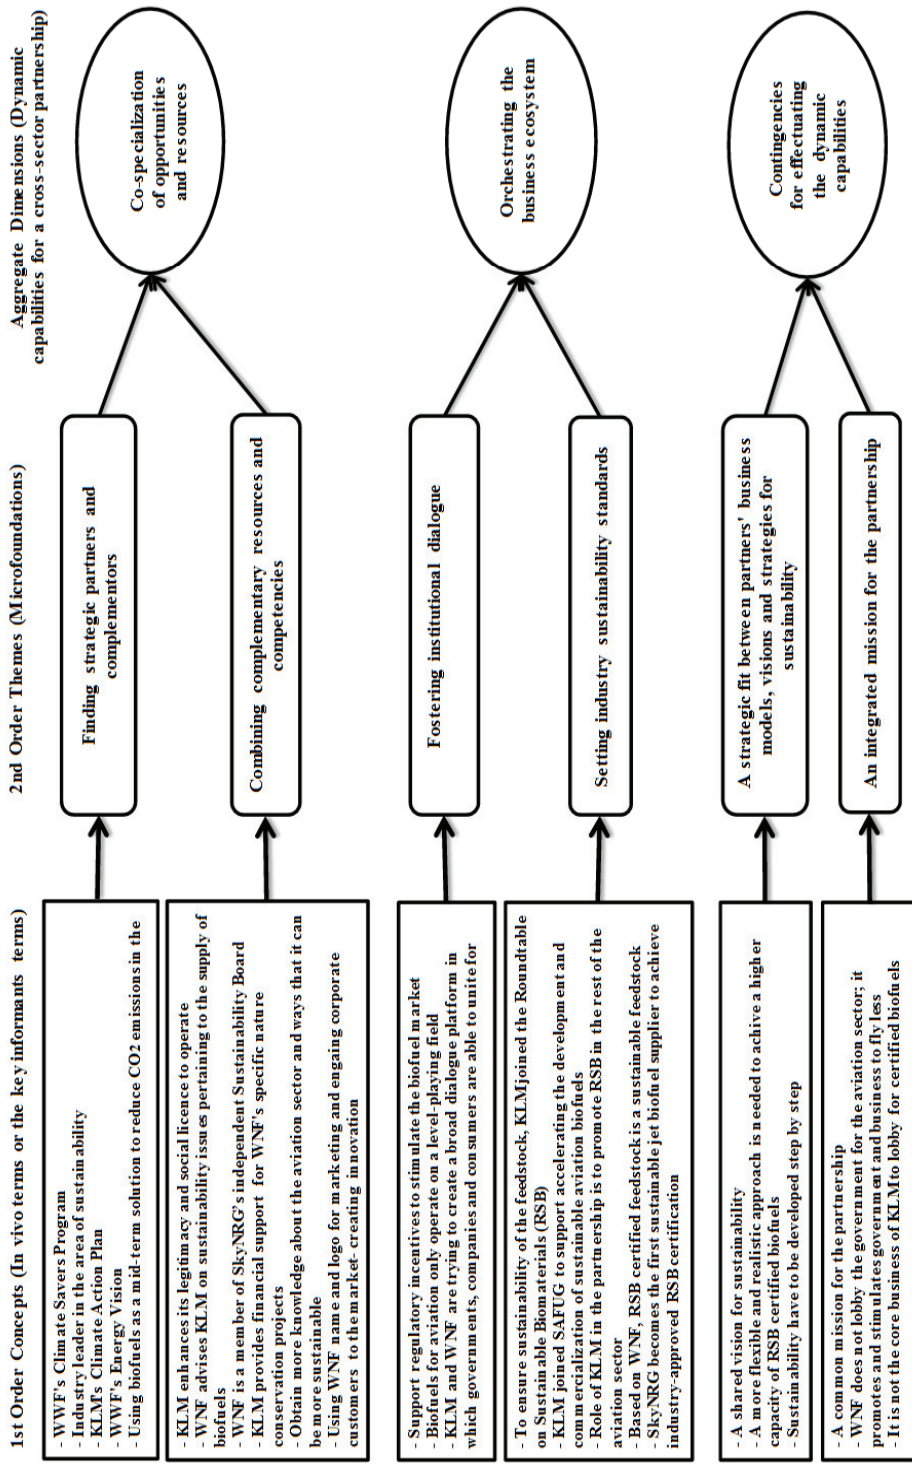 1st Order Concepts (In vivo terms or the key informants terms)
2nd Order Themes (Microfoundations)
Aggregate Dimensions (Dynamic
capabilities for a cross-sector partnership)
- WWF's Climate Savers Program
- Industry leader in the area of sustainability
- KLM's Climate Action Plan
- WWF's Energy Vision
- Using biofuels as a mid-term solution to reduce CO2 emissions in the
Finding strategic partners and
complementors
- KLM enhances its legitimacy and social licence to operate
- WNF advises KLM on sustainability issues pertaining to the supply of
biofuels
- WNF is a member of SkyNRG's independent Sustainability Board
- KLM provides financial support for WNF's specific nature
conservation projects
- Obtain more knowledge about the aviation sector and ways that it can
be more sustainable
- Using WNF name and logo for marketing and engaing corporate
customers to the market- creating innovation
Combining complementary resources and
competencies
Co-specialization
of opportunities
and resources
- Support regulatory incentives to stimulate the biofuel market
- Biofuels for aviation only operate on a level-playing field
- KLM and WNF are trying to create a broad dialogue platform in
which governments, companies and consumers are able to unite for
Fostering institutional dialogue
- To ensure sustainability of the feedstock, KLM joined the Roundtable
on Sustainable Biomaterials (RSB)
- KLM joined SAFUG to support accelerating the development and
commercialization of sustainable aviation biofuels
- Role of KLM in the partnership is to promote RSB in the rest of the
aviation sector
- Based on WNF, RSB certified feedstock is a sustainable feedstock
- SkyNRG becomes the first sustainable jet biofuel supplier to achieve
industry-approved RSB certification
Setting industry sustainability standards
Orchestrating the
business ecosystem
- A shared vision for sustainability
- A more flexible and realistic approach is needed to achive a higher
capacity of RSB certified biofuels
- Sustainability have to be developed step by step
A strategic fit between partners' business
models, visions and strategies for
sustainability
- A common mission for the partnership
- WNF does not lobby the government for the aviation sector; it
promotes and stimulates government and business to fly less
- It is not the core business of KLM to lobby for certified biofuels
An integrated mission for the partnership
Contingencies
for effectuating
the dynamic
capabilities